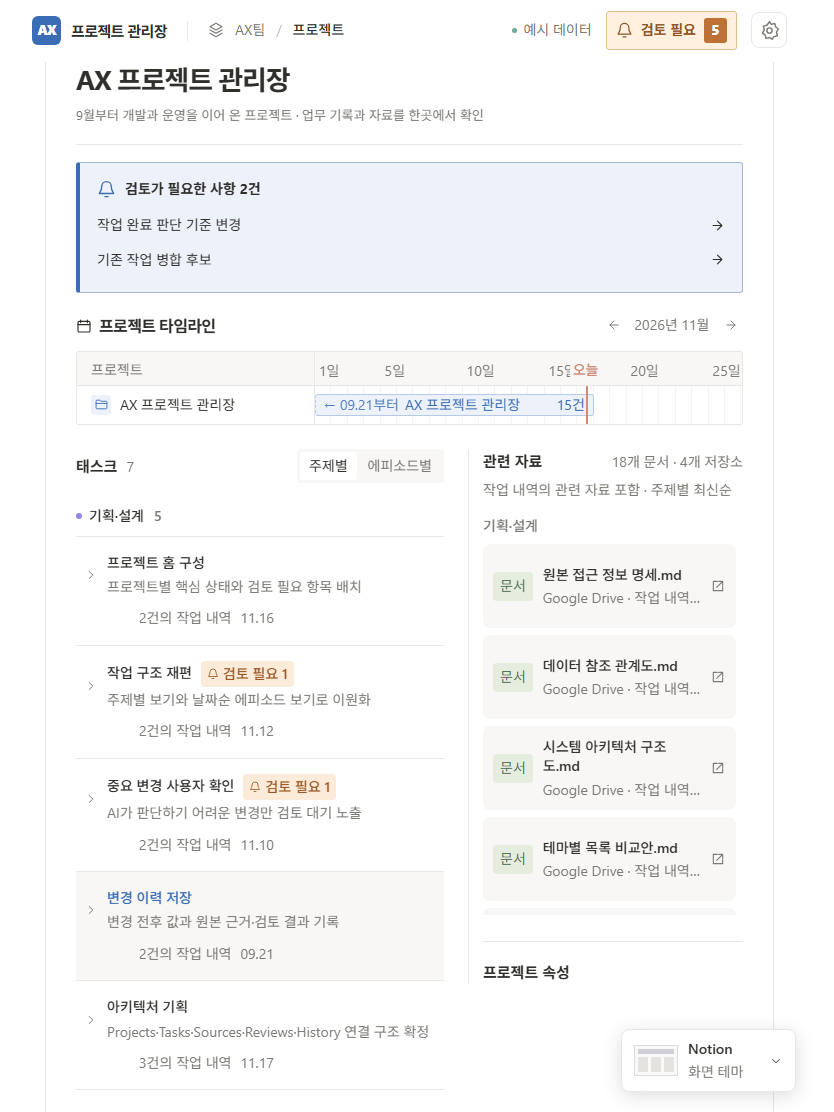 AX 프로젝트 관리장
AX팀 / 프로젝트
예시 데이터
검토 필요 5
AX 프로젝트 관리장
9월부터 개발과 운영을 이어 온 프로젝트 · 업무 기록과 자료를 한곳에서 확인
검토가 필요한 사항 2건
작업 완료 판단 기준 변경 →
기존 작업 병합 후보 →
프로젝트 타임라인
← 2026년 11월 →
프로젝트 1일 5일 10일 15일 오늘 20일 25일
AX 프로젝트 관리장 ← 09.21부터 AX 프로젝트 관리장 15건
태스크 7
주제별 에피소드별
기획·설계 5
프로젝트 홈 구성
프로젝트별 핵심 상태와 검토 필요 항목 배치
2건의 작업 내역 11.16
작업 구조 재편 검토 필요 1
주제별 보기와 날짜순 에피소드 보기로 이원화
2건의 작업 내역 11.12
중요 변경 사용자 확인 검토 필요 1
AI가 판단하기 어려운 변경만 검토 대기 노출
2건의 작업 내역 11.10
변경 이력 저장
변경 전후 값과 원본 근거·검토 결과 기록
2건의 작업 내역 09.21
아키텍처 기획
Projects·Tasks·Sources·Reviews·History 연결 구조 확정
3건의 작업 내역 11.17
관련 자료 18개 문서 · 4개 저장소
작업 내역의 관련 자료 포함 · 주제별 최신순
기획·설계
문서
원본 접근 정보 명세.md
Google Drive · 작업 내역...
문서
데이터 참조 관계도.md
Google Drive · 작업 내역...
문서
시스템 아키텍처 구조
도.md
Google Drive · 작업 내역...
문서
테마별 목록 비교안.md
Google Drive · 작업 내역...
프로젝트 속성
Notion
화면 테마